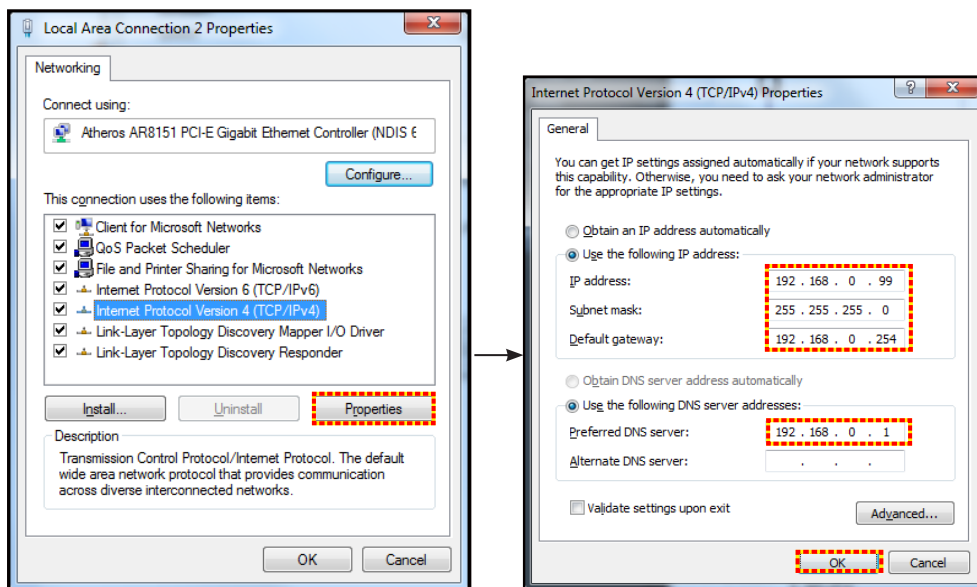 Local Area Connection 2 Properties
Networking
Connect using:
Atheros AR8151 PCI-E Gigabit Ethernet Controller (NDIS 6
Configure...
This connection uses the following items:
Client for Microsoft Networks
QoS Packet Scheduler
File and Printer Sharing for Microsoft Networks
Internet Protocol Version 6 (TCP/IPv6)
Internet Protocol Version 4 (TCP/IPv4)
Link-Layer Topology Discovery Mapper I/O Driver
Link-Layer Topology Discovery Responder
Install... Uninstall Properties
Description
Transmission Control Protocol/Internet Protocol. The default
wide area network protocol that provides communication
across diverse interconnected networks.
OK Cancel
Internet Protocol Version 4 (TCP/IPv4) Properties
General
You can get IP settings assigned automatically if your network supports
this capability. Otherwise, you need to ask your network administrator
for the appropriate IP settings.
Obtain an IP address automatically
Use the following IP address:
IP address: 192 . 168 . 0 . 99
Subnet mask: 255 . 255 . 255 . 0
Default gateway: 192 . 168 . 0 . 254
Obtain DNS server address automatically
Use the following DNS server addresses:
Preferred DNS server: 192 . 168 . 0 . 1
Alternate DNS server: . . .
Validate settings upon exit
Advanced...
OK Cancel